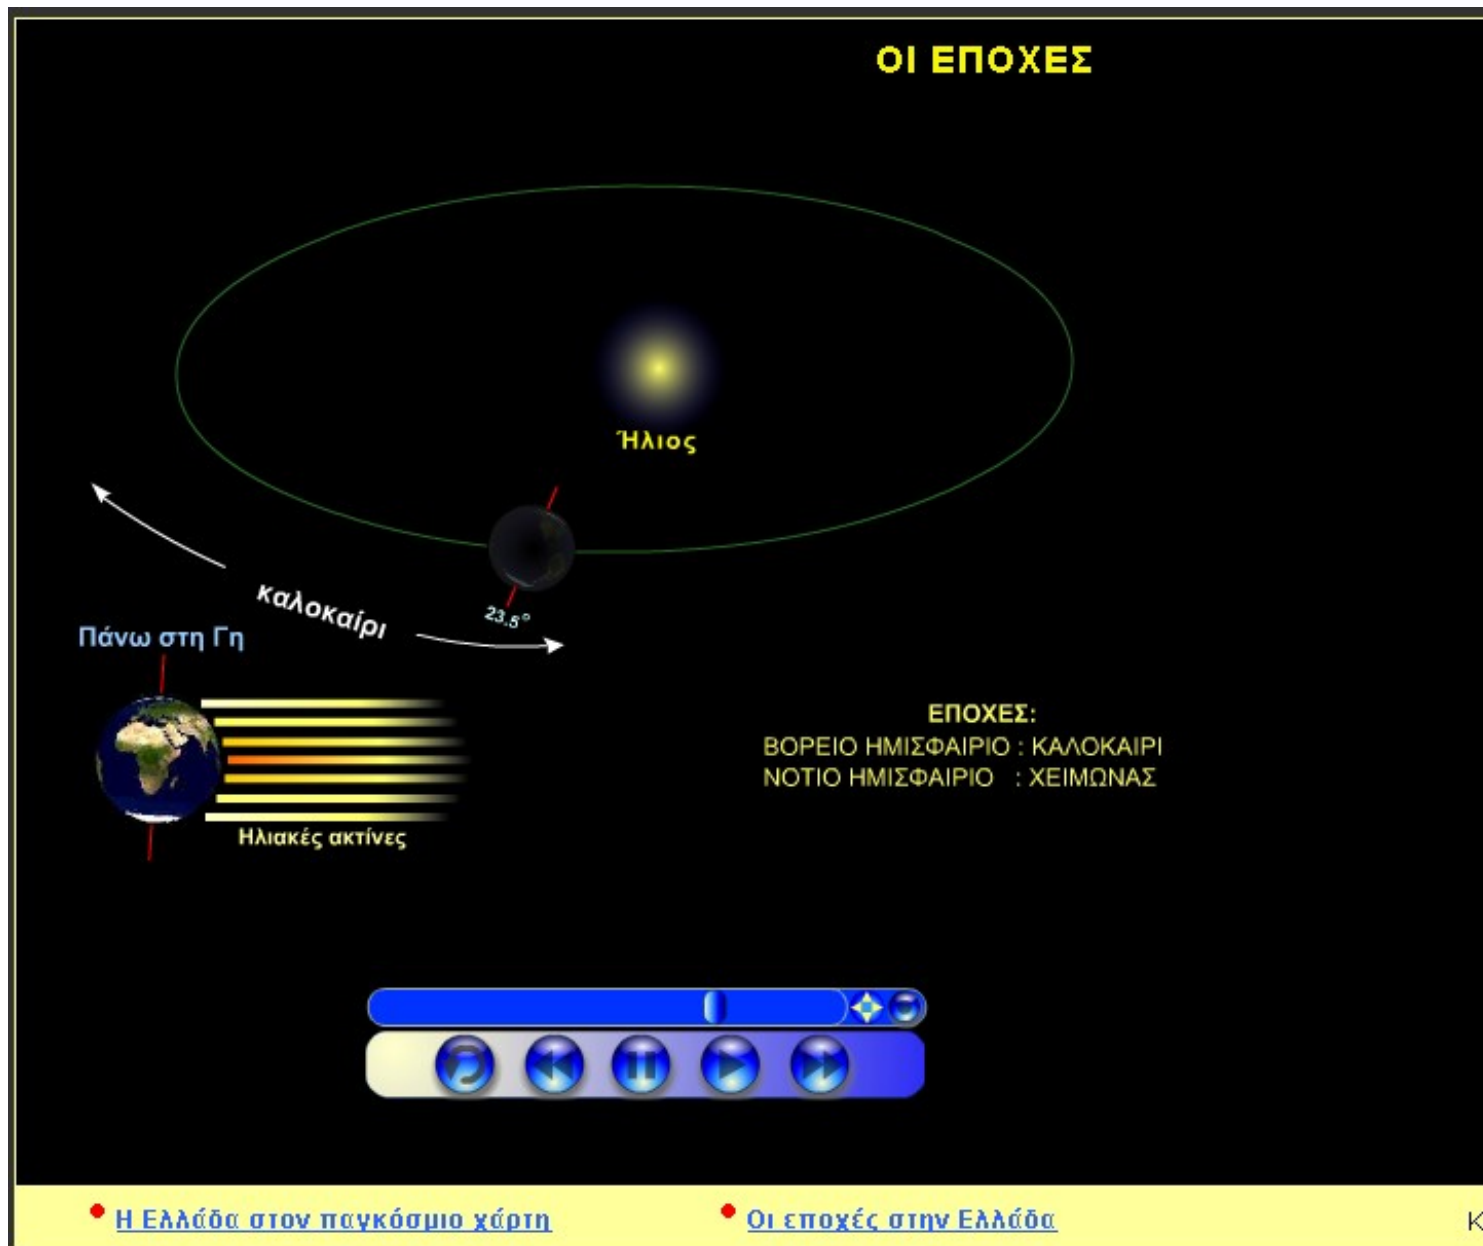 ΟΙ ΕΠΟΧΕΣ
Ήλιος
καλοκαίρι
23.5°
Πάνω στη Γη
Ηλιακές ακτίνες
ΕΠΟΧΕΣ:
ΒΟΡΕΙΟ ΗΜΙΣΦΑΙΡΙΟ : ΚΑΛΟΚΑΙΡΙ
ΝΟΤΙΟ ΗΜΙΣΦΑΙΡΙΟ : ΧΕΙΜΩΝΑΣ
Η Ελλάδα στον παγκόσμιο χάρτη
Οι εποχές στην Ελλάδα